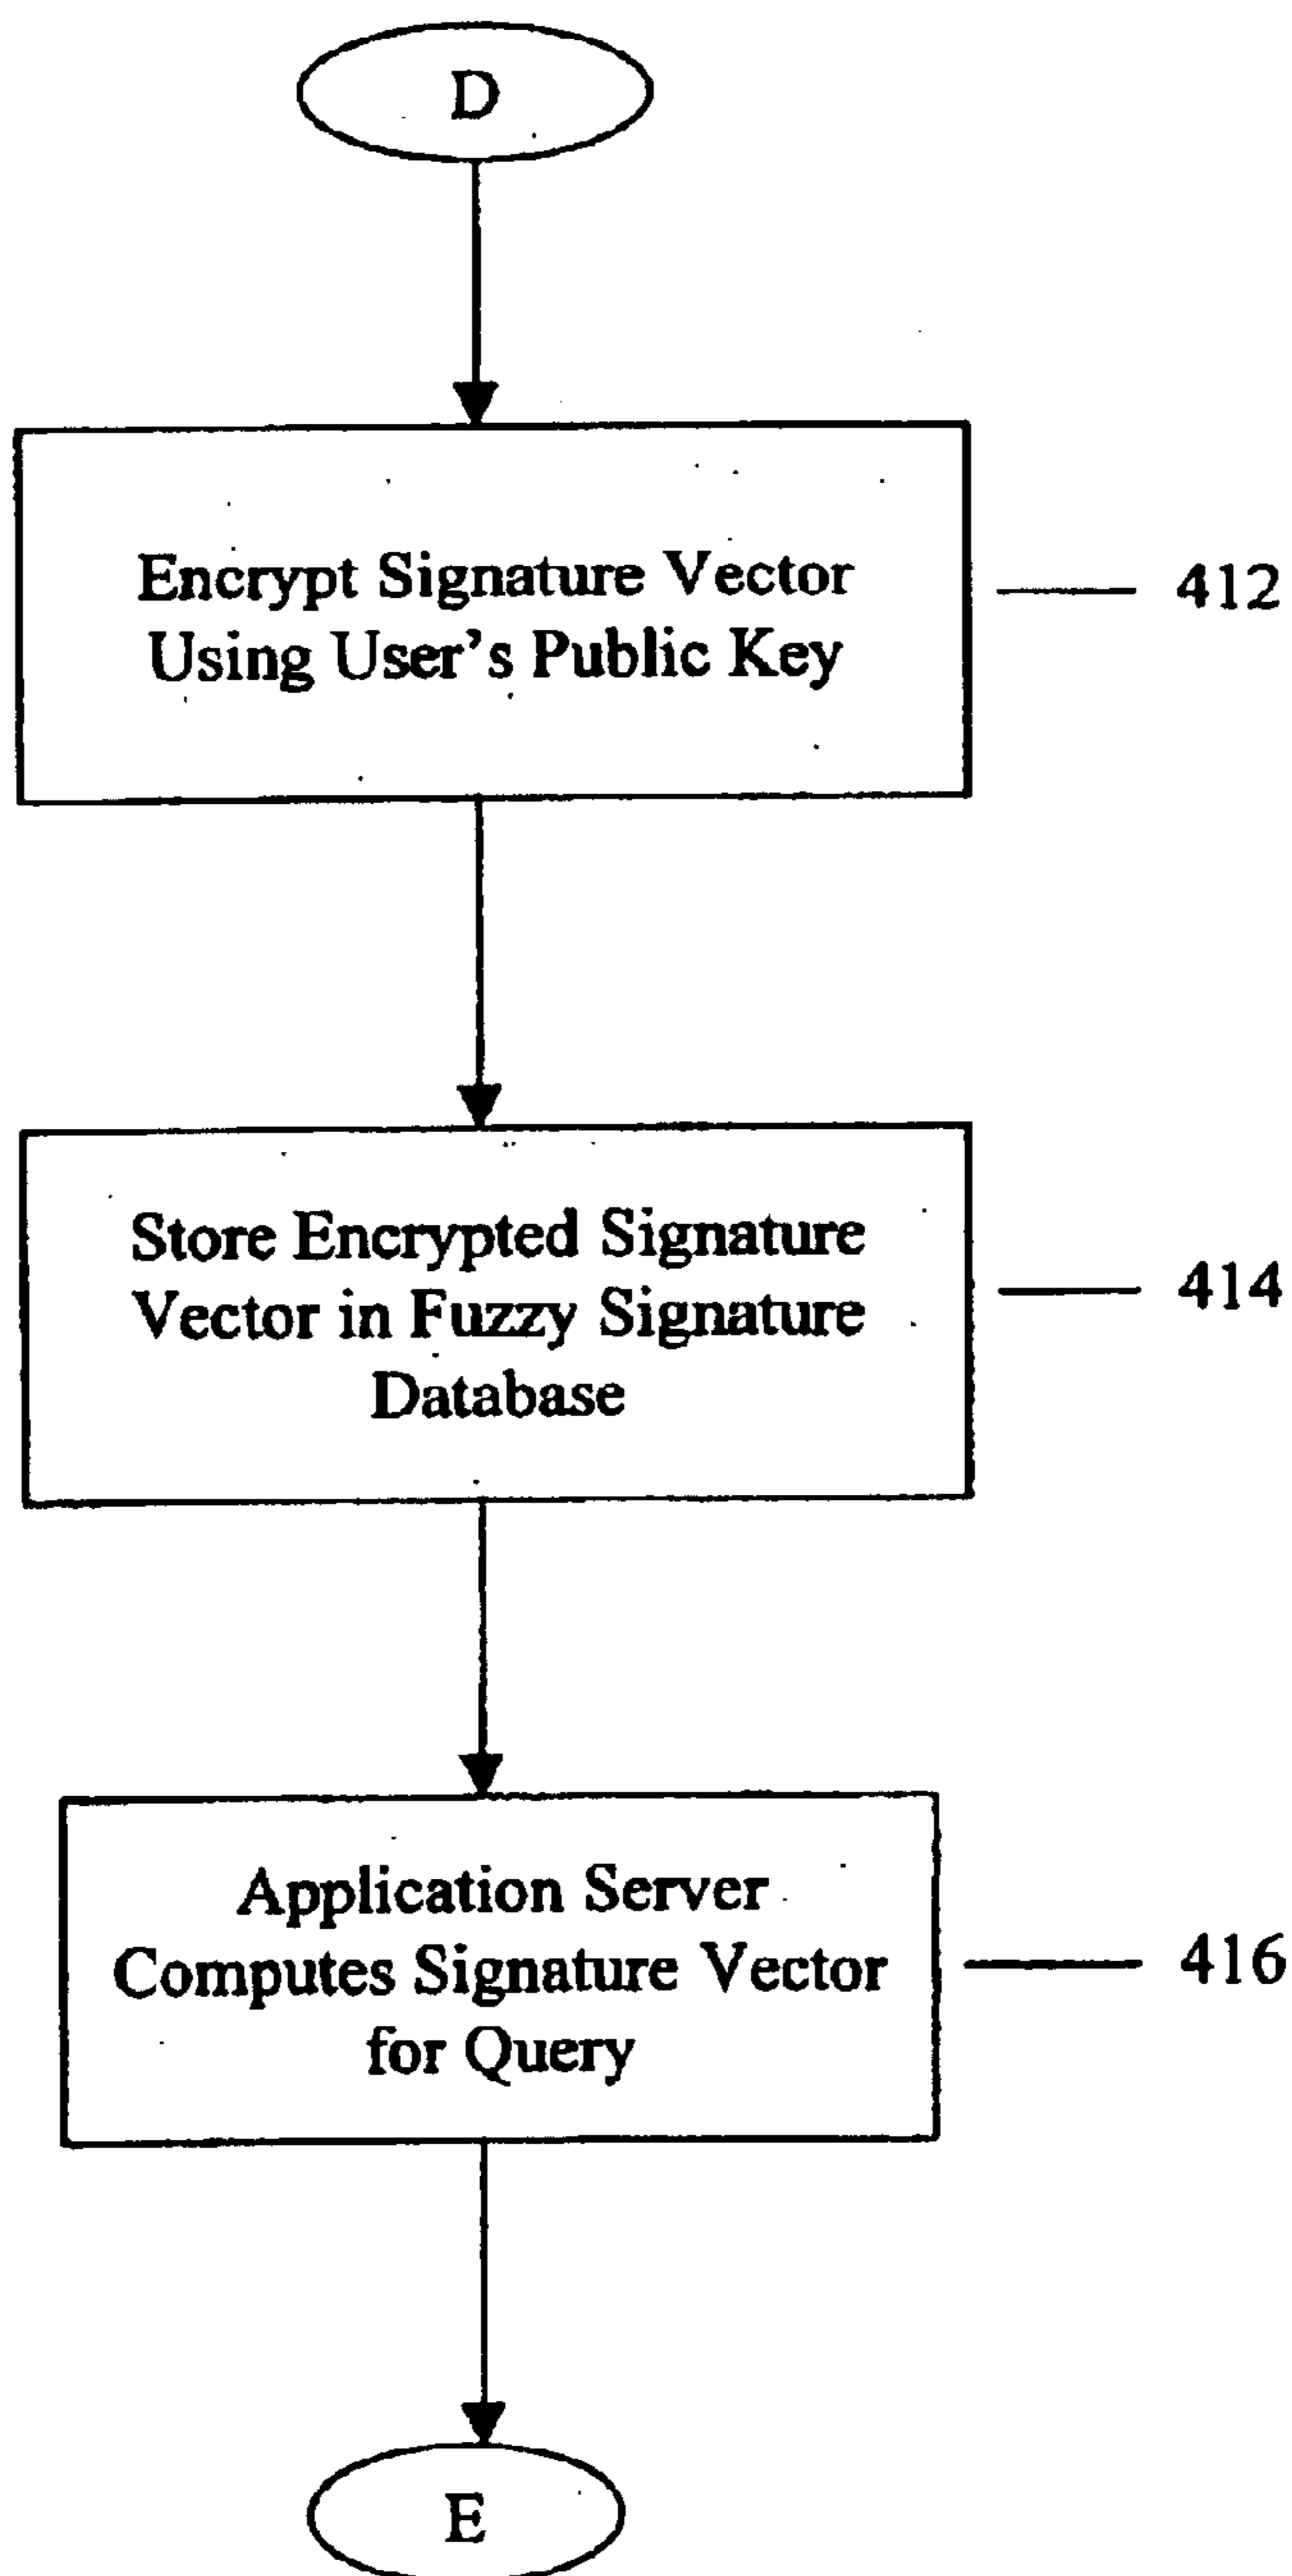 D
Encrypt Signature Vector
Using User's Public Key
412
Store Encrypted Signature
Vector in Fuzzy Signature
Database
414
Application Server
Computes Signature Vector
for Query
416
E